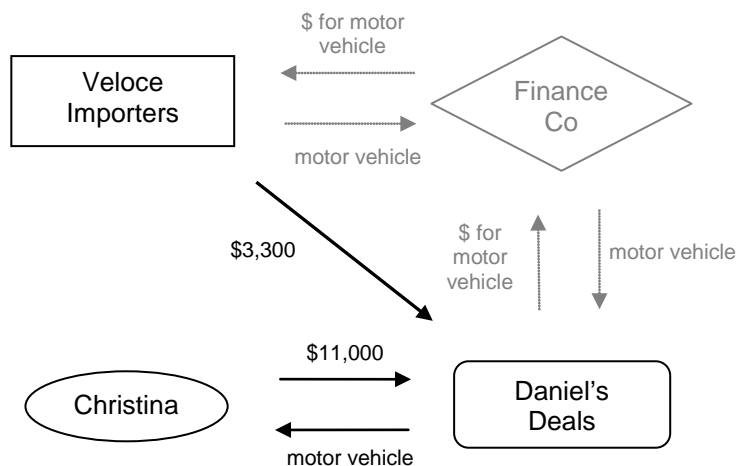 $ for motor
vehicle
Veloce
Importers
Finance
Co
motor vehicle
$3,300
$ for
motor
vehicle
motor vehicle
$11,000
Christina
Daniel's
Deals
motor vehicle